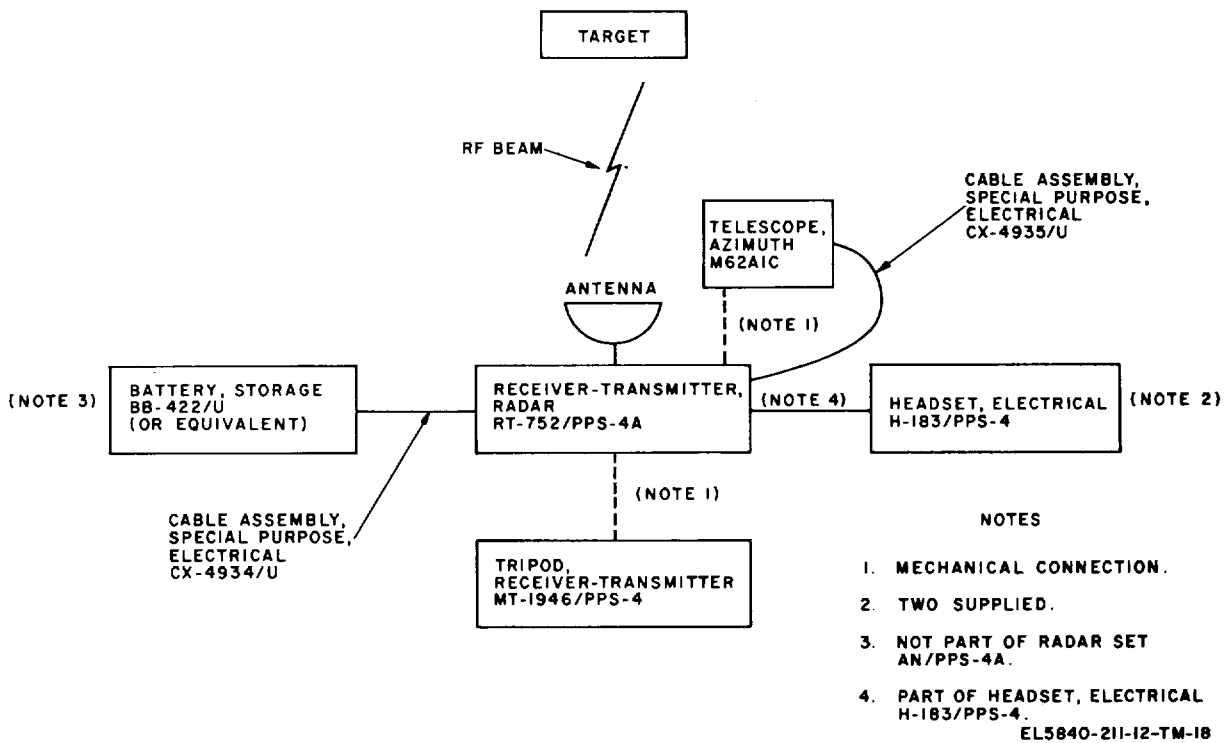 TARGET
RF BEAM
CABLE ASSEMBLY,
SPECIAL PURPOSE,
ELECTRICAL
CX-4935/U
TELESCOPE,
AZIMUTH
M62AIC
ANTENNA
(NOTE 1)
(NOTE 3)
BATTERY, STORAGE
BB-422/U
(OR EQUIVALENT)
RECEIVER-TRANSMITTER,
RADAR
RT-752/PPS-4A
(NOTE 4)
HEADSET, ELECTRICAL
H-183/PPS-4
(NOTE 2)
(NOTE 1)
CABLE ASSEMBLY,
SPECIAL PURPOSE,
ELECTRICAL
CX-4934/U
TRIPOD,
RECEIVER-TRANSMITTER
MT-1946/PPS-4
NOTES
1. MECHANICAL CONNECTION.
2. TWO SUPPLIED.
3. NOT PART OF RADAR SET
AN/PPS-4A.
4. PART OF HEADSET, ELECTRICAL
H-183/PPS-4.
EL5840-211-12-TM-18